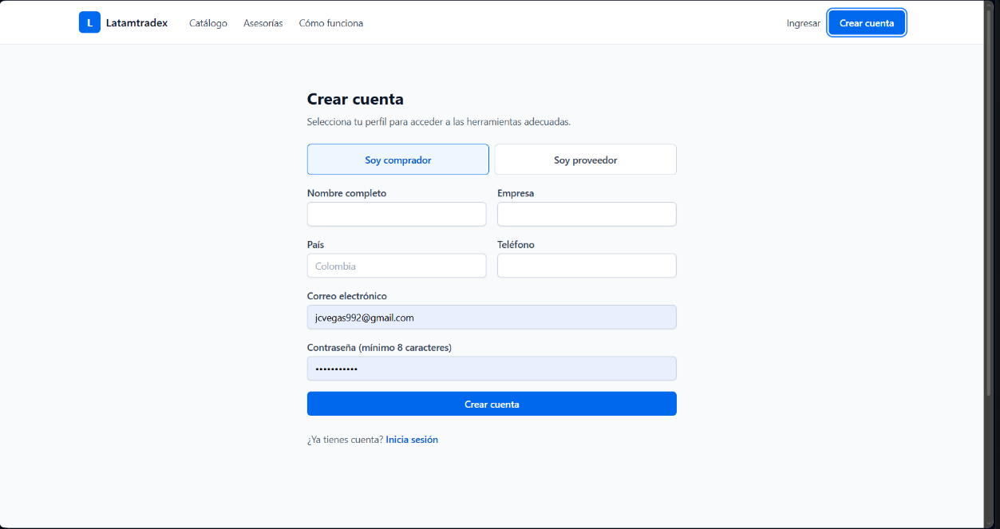 L Latamtradex Catálogo Asesorías Cómo funciona Ingresar Crear cuenta
Crear cuenta
Selecciona tu perfil para acceder a las herramientas adecuadas.
Soy comprador Soy proveedor
Nombre completo Empresa
País Teléfono
Colombia
Correo electrónico
jcvegas992@gmail.com
Contraseña (mínimo 8 caracteres)
•••••••••••
Crear cuenta
¿Ya tienes cuenta? Inicia sesión